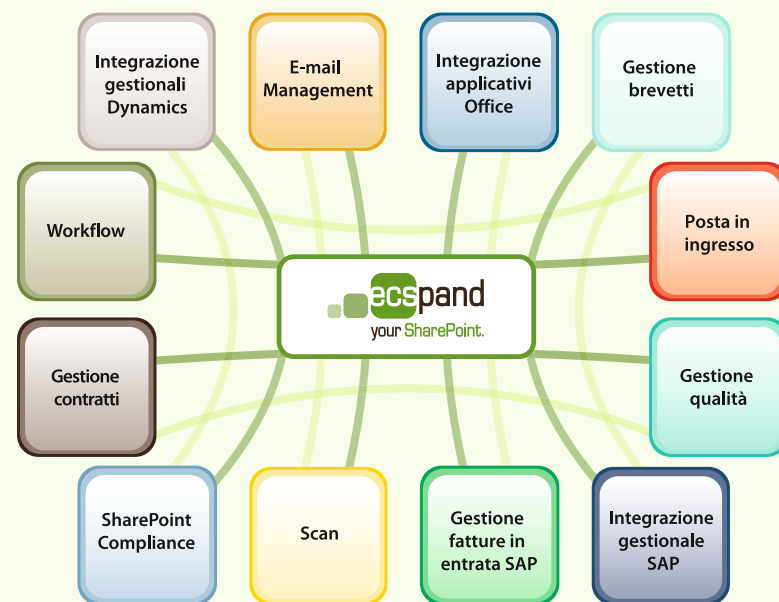 Integrazione
gestionali
Dynamics
E-mail
Management
Integrazione
applicativi
Office
Gestione
brevetti
Workflow
Posta in
ingresso
ecspand
your SharePoint.
Gestione
contratti
Gestione
qualità
SharePoint
Compliance
Scan
Gestione
fatture in
entrata SAP
Integrazione
gestionale
SAP